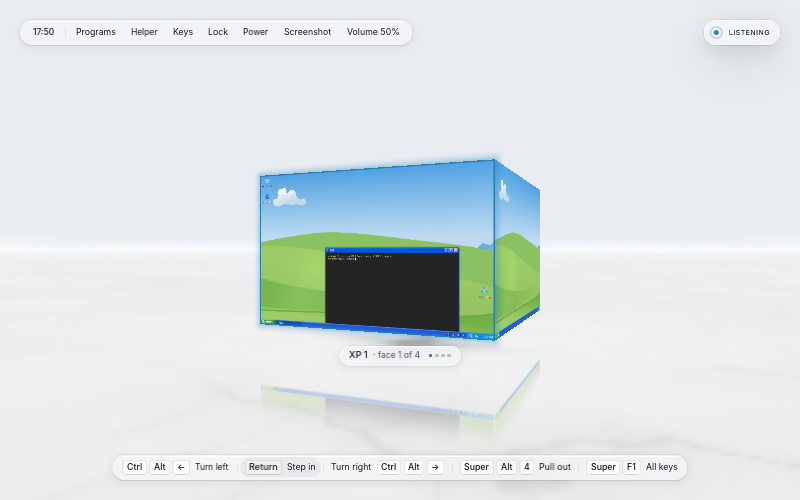 17:50 Programs Helper Keys Lock Power Screenshot Volume 50%
LISTENING
XP 1 · face 1 of 4
Ctrl Alt ← Turn left Return Step in Turn right Ctrl Alt → Super Alt 4 Pull out Super F1 All keys